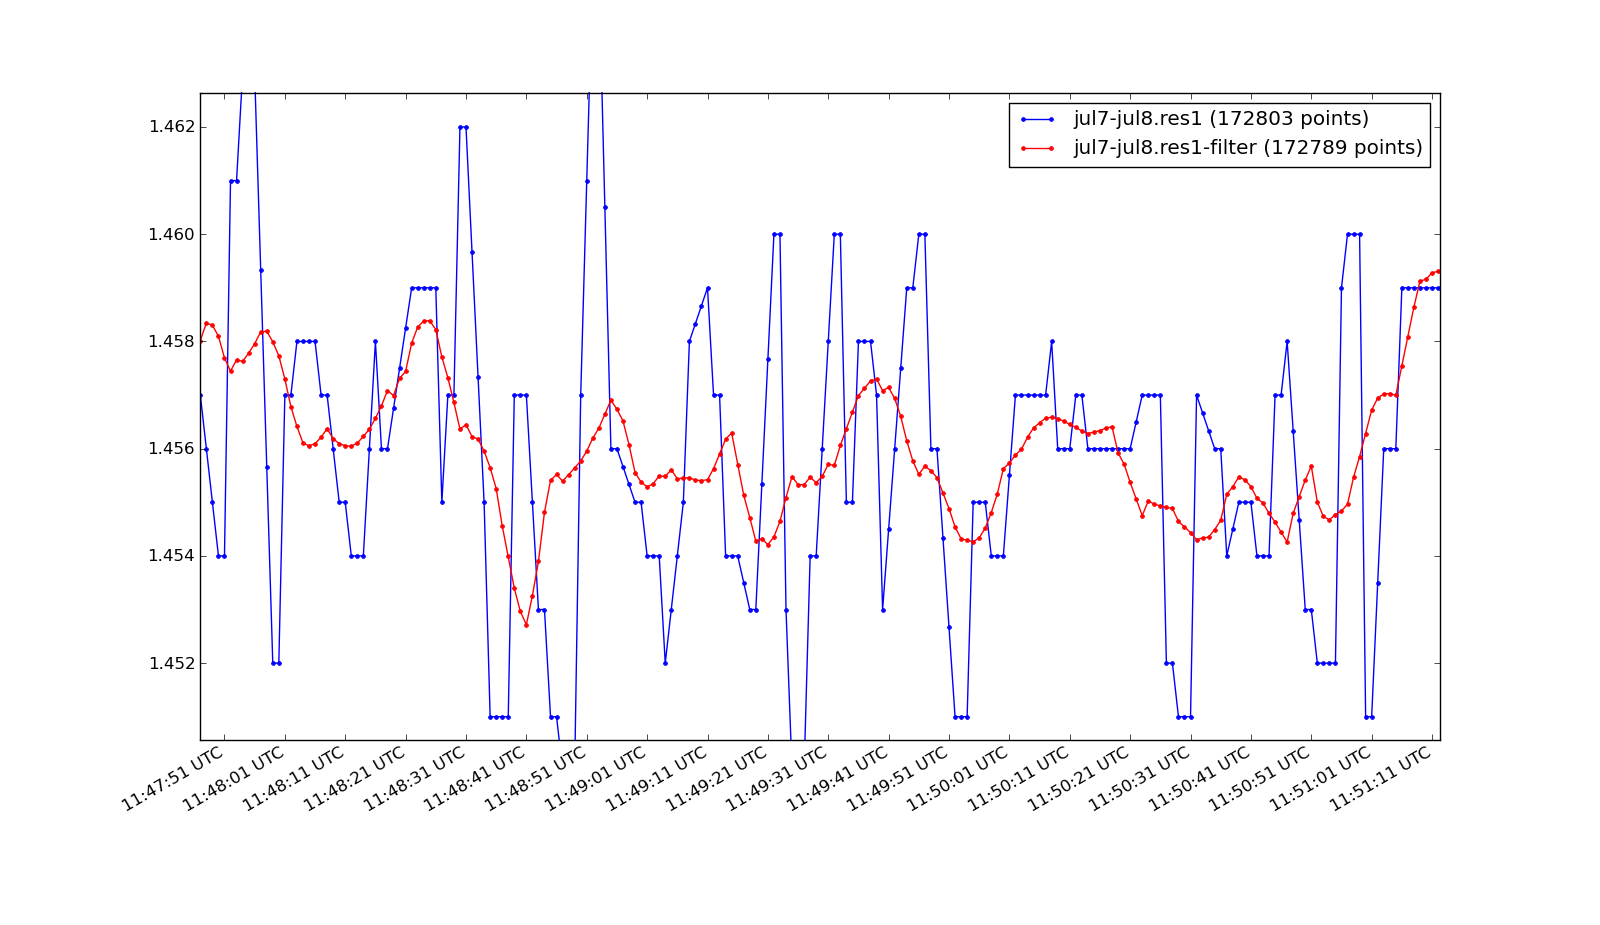 jul7-jul8.res1 (172803 points)
jul7-jul8.res1-filter (172789 points)
1.462
1.460
1.458
1.456
1.454
1.452
11:47:51 UTC
11:48:01 UTC
11:48:11 UTC
11:48:21 UTC
11:48:31 UTC
11:48:41 UTC
11:48:51 UTC
11:49:01 UTC
11:49:11 UTC
11:49:21 UTC
11:49:31 UTC
11:49:41 UTC
11:49:51 UTC
11:50:01 UTC
11:50:11 UTC
11:50:21 UTC
11:50:31 UTC
11:50:41 UTC
11:50:51 UTC
11:51:01 UTC
11:51:11 UTC